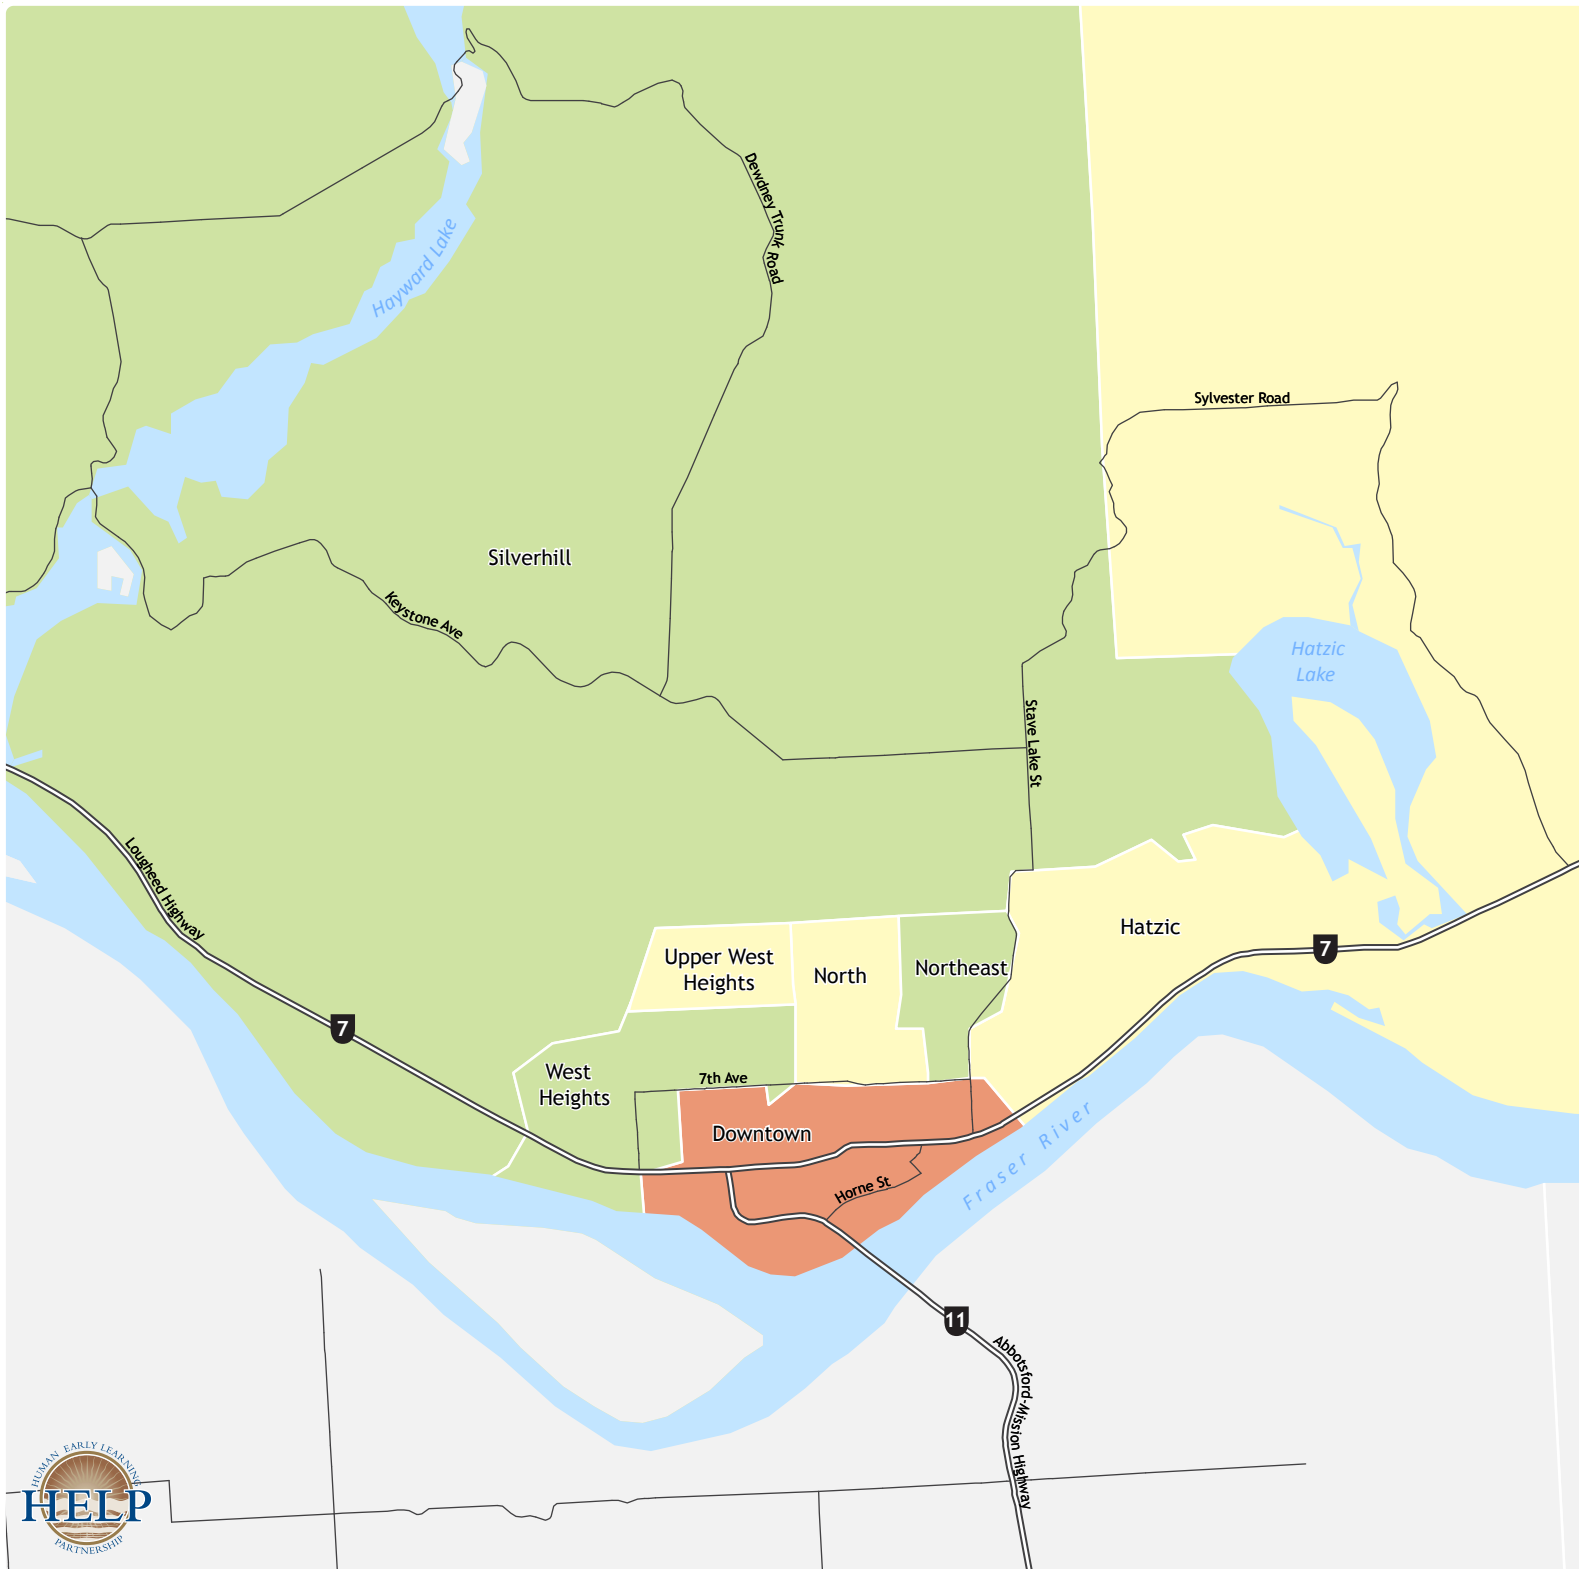 Dewdney Trunk Road
Hayward Lake
Sylvester Road
Silverhill
Keystone Ave
Hatzic
Lake
Stave Lake St
Lougheed Highway
Hatzic
7
Upper West
Heights
North
Northeast
7
West
Heights
7th Ave
Downtown
Fraser River
Horne St
11
Abbotsford-Mission Highway
HUMAN EARLY LEARNING
HELP
PARTNERSHIP